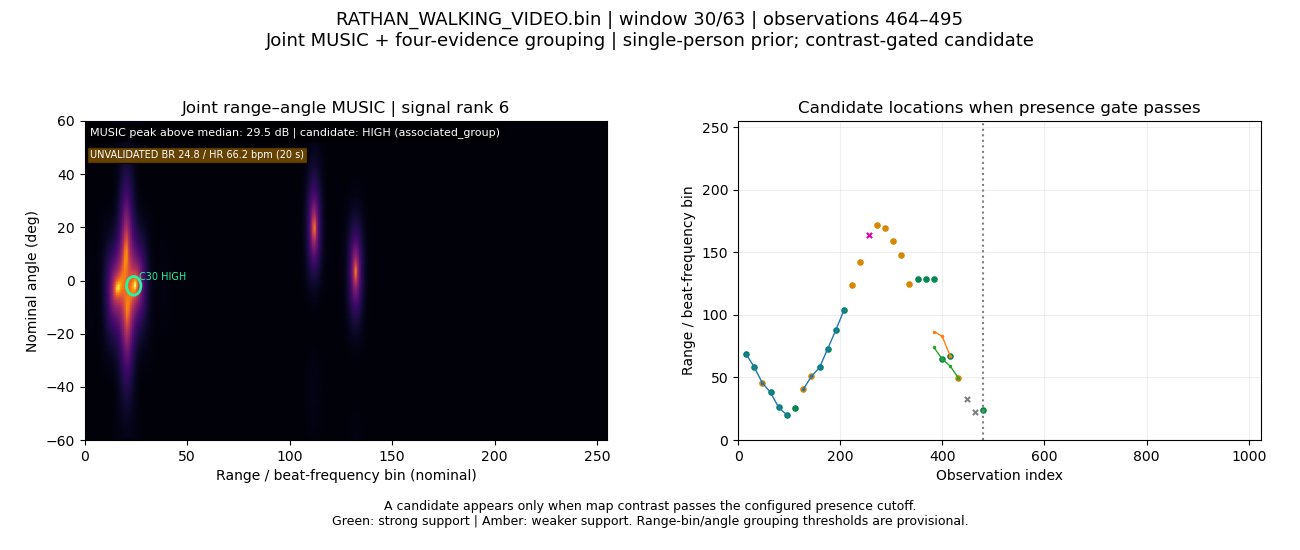 RATHAN_WALKING_VIDEO.bin | window 30/63 | observations 464–495
Joint MUSIC + four-evidence grouping | single-person prior; contrast-gated candidate
Joint range–angle MUSIC | signal rank 6
MUSIC peak above median: 29.5 dB | candidate: HIGH (associated_group)
UNVALIDATED BR 24.8 / HR 66.2 bpm (20 s)
C30 HIGH
60
40
20
0
−20
−40
−60
Nominal angle (deg)
0 50 100 150 200 250
Range / beat-frequency bin (nominal)
Candidate locations when presence gate passes
250
200
150
100
50
0
Range / beat-frequency bin
0 200 400 600 800 1000
Observation index
A candidate appears only when map contrast passes the configured presence cutoff.
Green: strong support | Amber: weaker support. Range-bin/angle grouping thresholds are provisional.